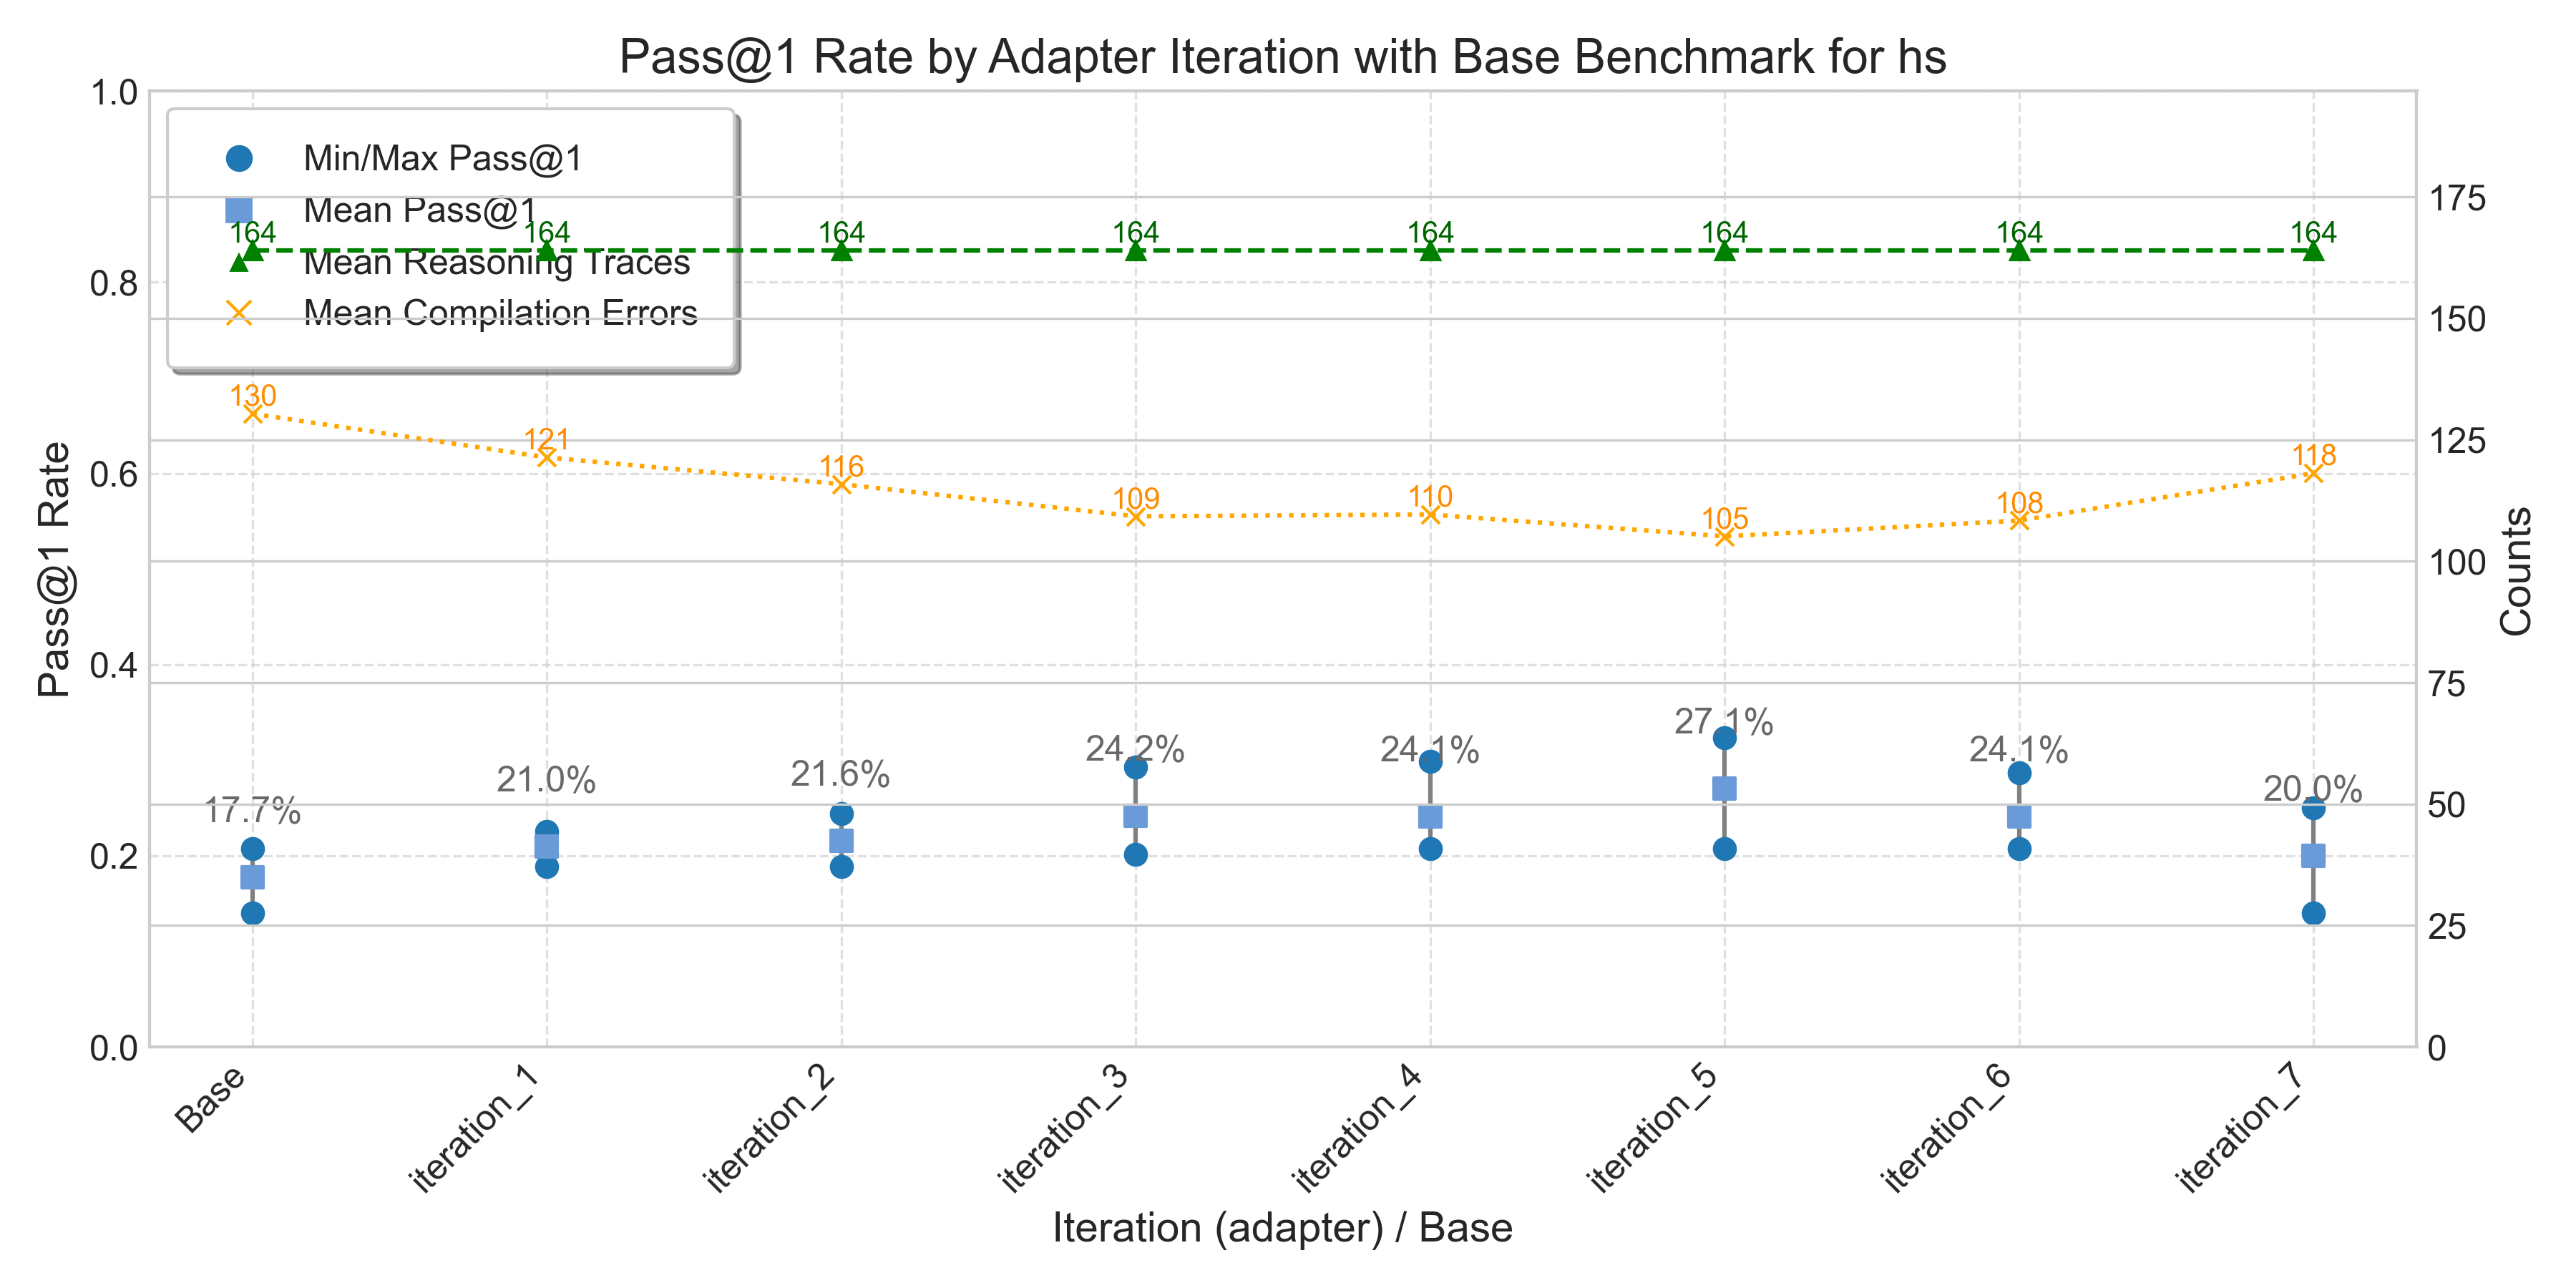 Pass@1 Rate by Adapter Iteration with Base Benchmark for hs
Pass@1 Rate
1.0
0.8
0.6
0.4
0.2
0.0
Min/Max Pass@1
Mean Pass@1
Mean Reasoning Traces
Mean Compilation Errors
164 164 164 164 164 164 164 164
130 121 116 109 110 105 108 118
17.7% 21.0% 21.6% 24.2% 24.1% 27.1% 24.1% 20.0%
175
150
125
100
75
50
25
0
Counts
Base iteration_1 iteration_2 iteration_3 iteration_4 iteration_5 iteration_6 iteration_7
Iteration (adapter) / Base